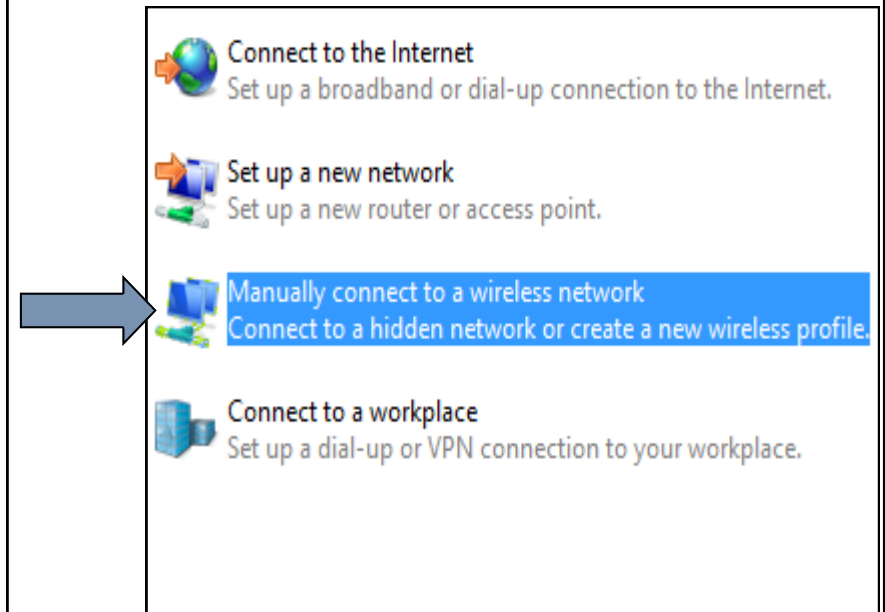 Connect to the Internet
Set up a broadband or dial-up connection to the Internet.
Set up a new network
Set up a new router or access point.
Manually connect to a wireless network
Connect to a hidden network or create a new wireless profile.
Connect to a workplace
Set up a dial-up or VPN connection to your workplace.